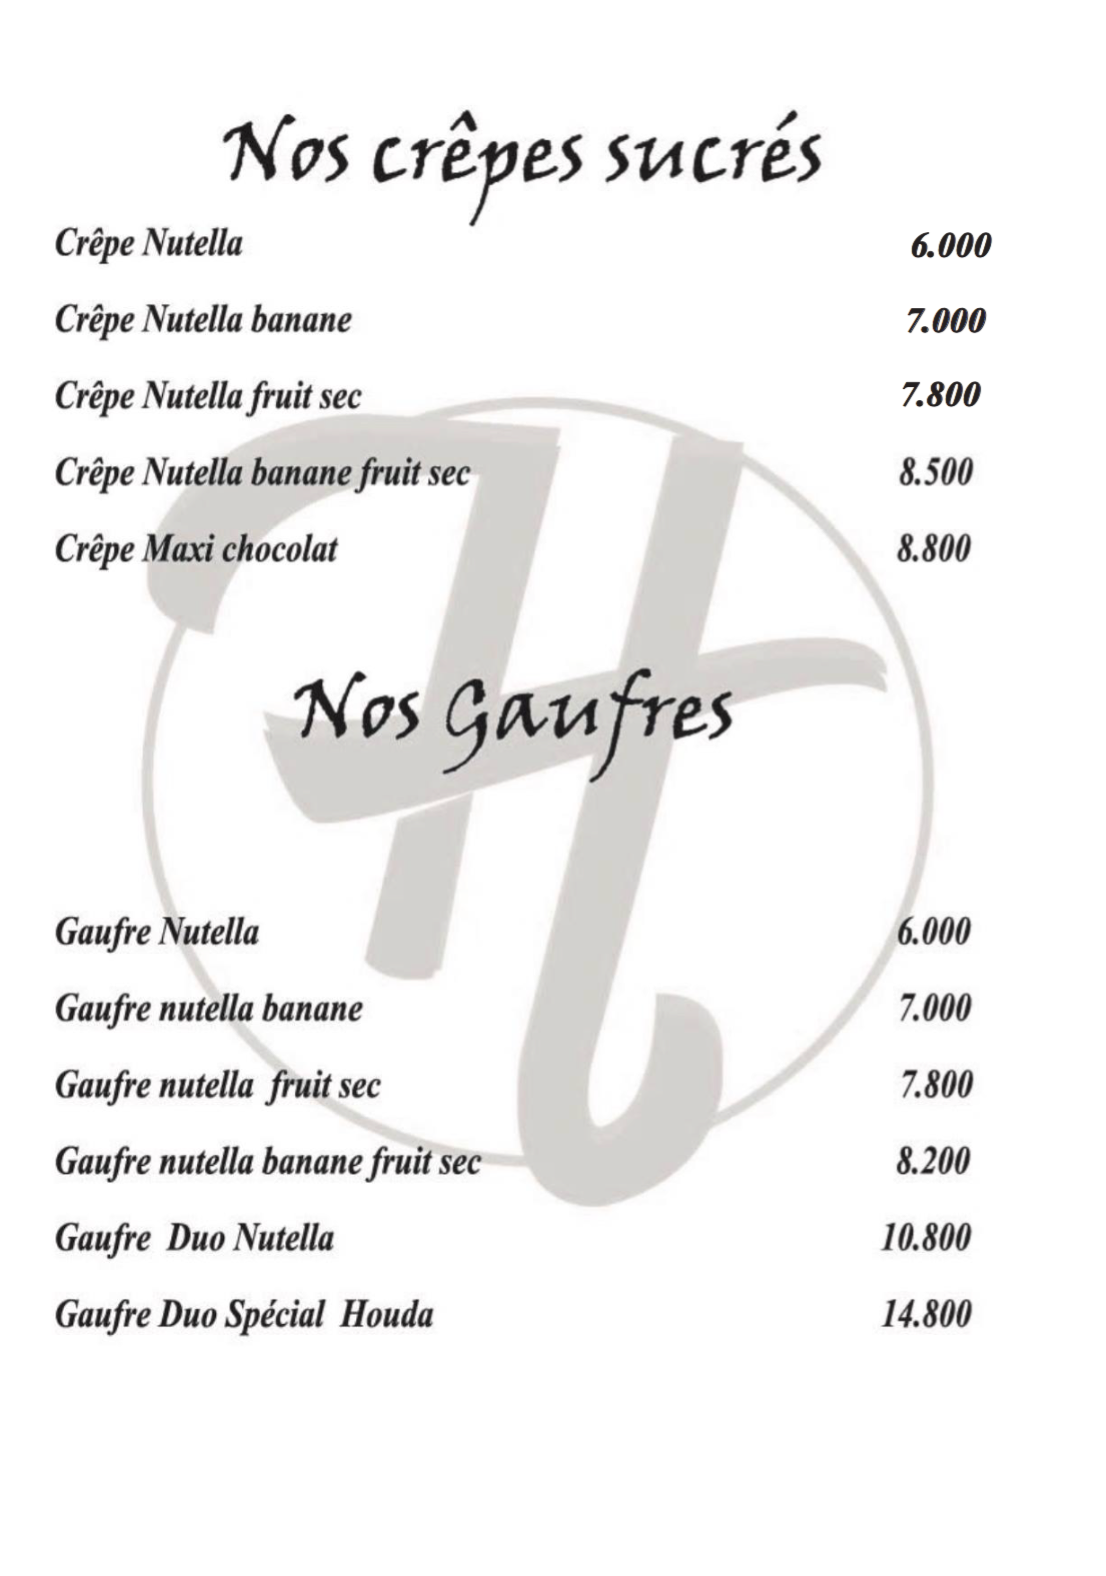 Nos crêpes sucrés
Crêpe Nutella 6.000
Crêpe Nutella banane 7.000
Crêpe Nutella fruit sec 7.800
Crêpe Nutella banane fruit sec 8.500
Crêpe Maxi chocolat 8.800
Nos Gaufres
Gaufre Nutella 6.000
Gaufre nutella banane 7.000
Gaufre nutella fruit sec 7.800
Gaufre nutella banane fruit sec 8.200
Gaufre Duo Nutella 10.800
Gaufre Duo Spécial Houda 14.800